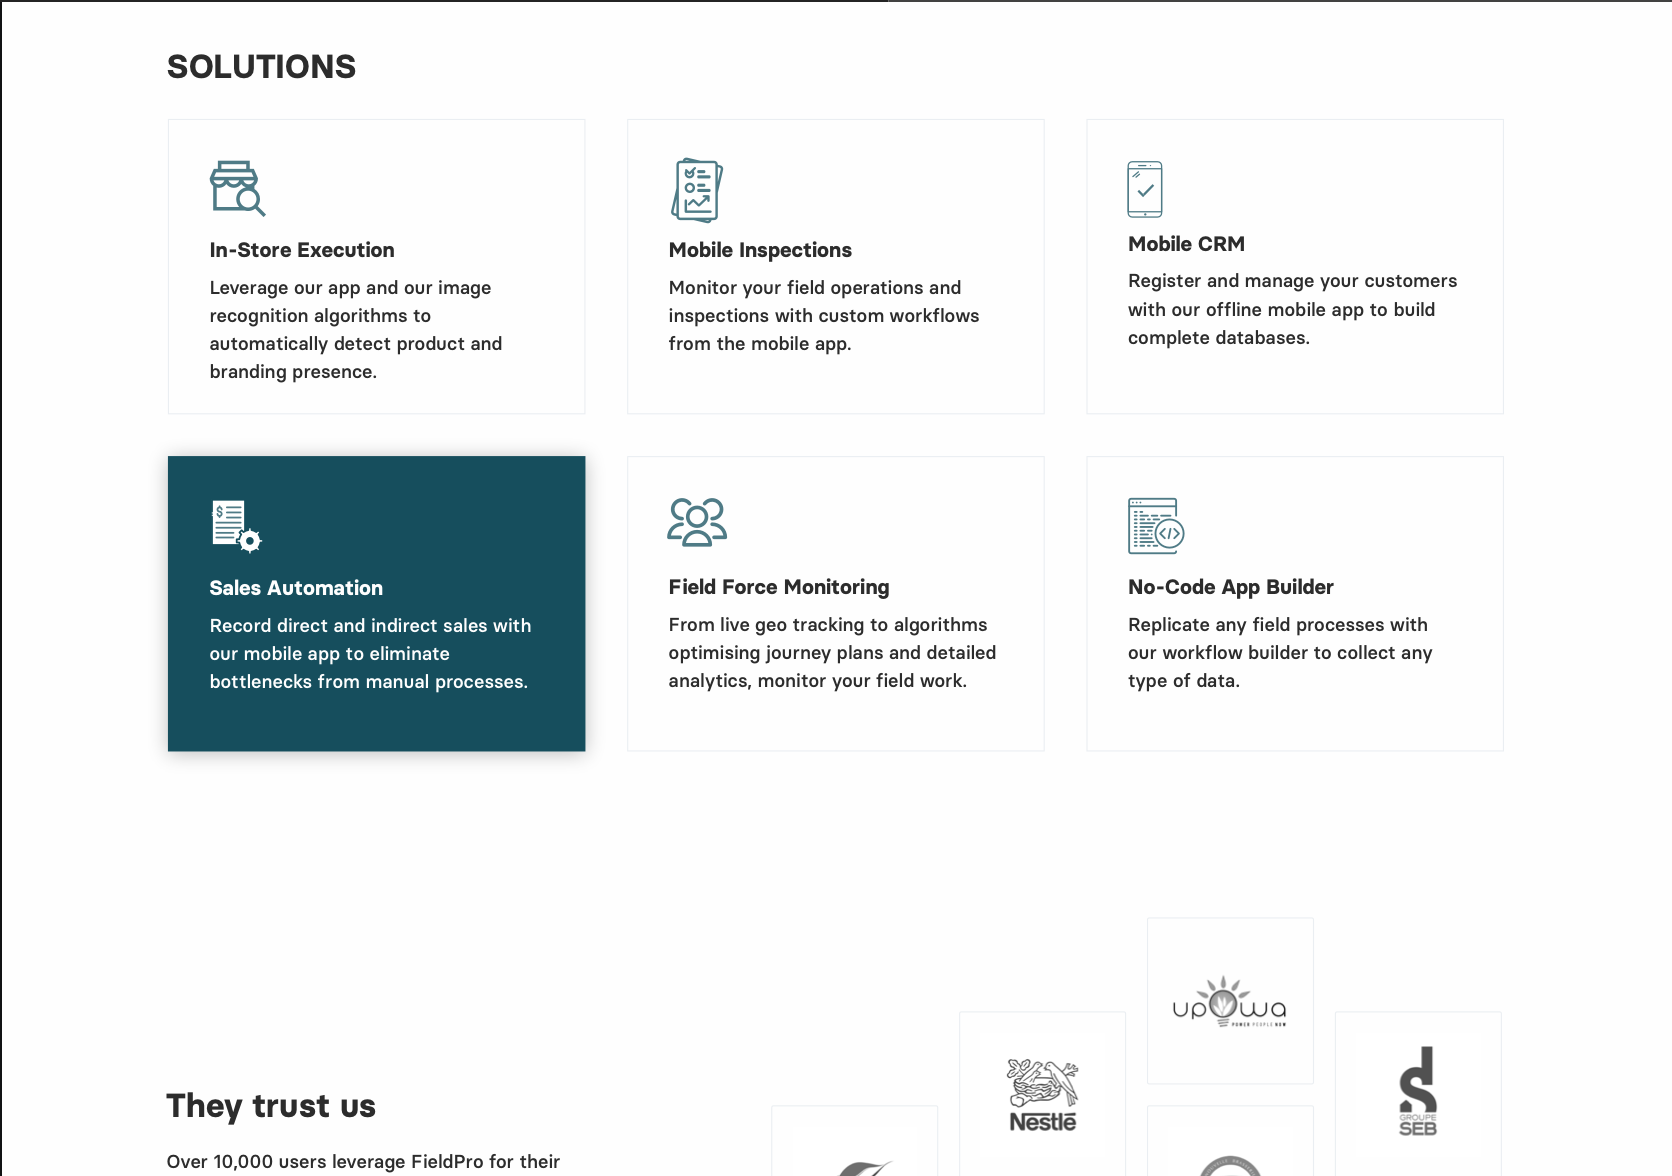 SOLUTIONS
In-Store Execution
Leverage our app and our image
recognition algorithms to
automatically detect product and
branding presence.
Mobile Inspections
Monitor your field operations and
inspections with custom workflows
from the mobile app.
Mobile CRM
Register and manage your customers
with our offline mobile app to build
complete databases.
$
Sales Automation
Record direct and indirect sales with
our mobile app to eliminate
bottlenecks from manual processes.
Field Force Monitoring
From live geo tracking to algorithms
optimising journey plans and detailed
analytics, monitor your field work.
</>
No-Code App Builder
Replicate any field processes with
our workflow builder to collect any
type of data.
upOwa
POWER PEOPLE NOW
Nestlé
GROUPE
SEB
They trust us
Over 10,000 users leverage FieldPro for their